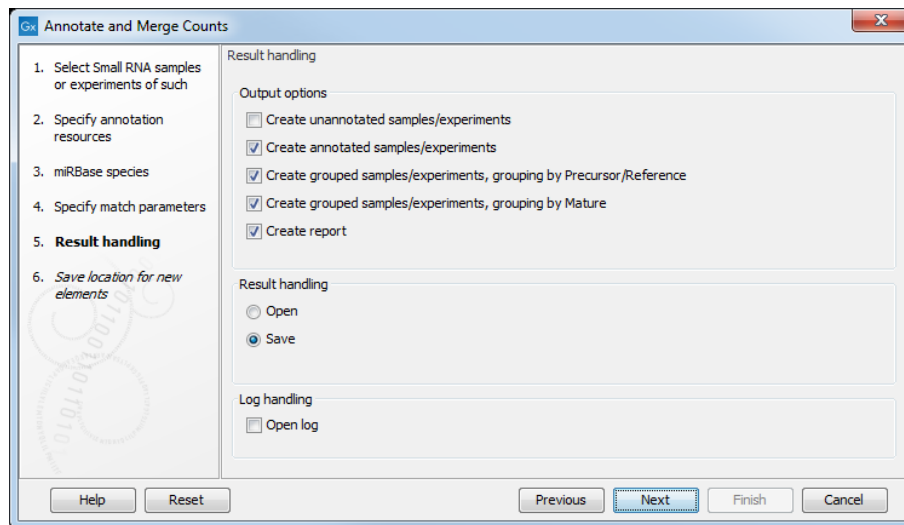 Gx Annotate and Merge Counts
1. Select Small RNA samples
or experiments of such
2. Specify annotation
resources
3. miRBase species
4. Specify match parameters
5. Result handling
6. Save location for new
elements
Result handling
Output options
Create unannotated samples/experiments
Create annotated samples/experiments
Create grouped samples/experiments, grouping by Precursor/Reference
Create grouped samples/experiments, grouping by Mature
Create report
Result handling
Open
Save
Log handling
Open log
Help
Reset
Previous
Next
Finish
Cancel